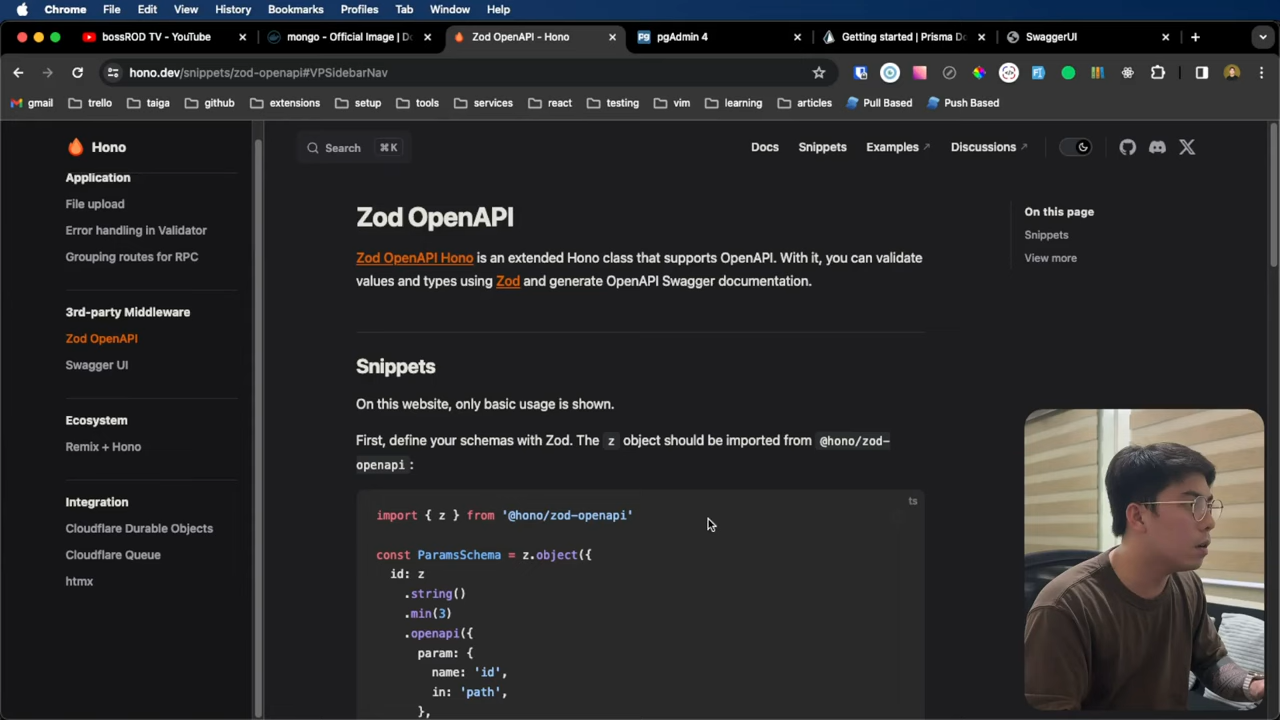 Chrome File Edit View History Bookmarks Profiles Tab Window Help
bossROD TV - YouTube
mongo - Official Image | Do
Zod OpenAPI - Hono
pgAdmin 4
Getting started | Prisma Do
SwaggerUI
hono.dev/snippets/zod-openapi#VPSidebarNav
gmail trello taiga github extensions setup tools services react testing vim learning articles Pull Based Push Based
Hono
Search ⌘K
Docs Snippets Examples Discussions
Application
File upload
Error handling in Validator
Grouping routes for RPC
3rd-party Middleware
Zod OpenAPI
Swagger UI
Ecosystem
Remix + Hono
Integration
Cloudflare Durable Objects
Cloudflare Queue
htmx
Zod OpenAPI
Zod OpenAPI Hono is an extended Hono class that supports OpenAPI. With it, you can validate
values and types using Zod and generate OpenAPI Swagger documentation.
Snippets
On this website, only basic usage is shown.
First, define your schemas with Zod. The z object should be imported from @hono/zod-
openapi :
ts
import { z } from '@hono/zod-openapi'
const ParamsSchema = z.object({
id: z
.string()
.min(3)
.openapi({
param: {
name: 'id',
in: 'path',
},
On this page
Snippets
View more